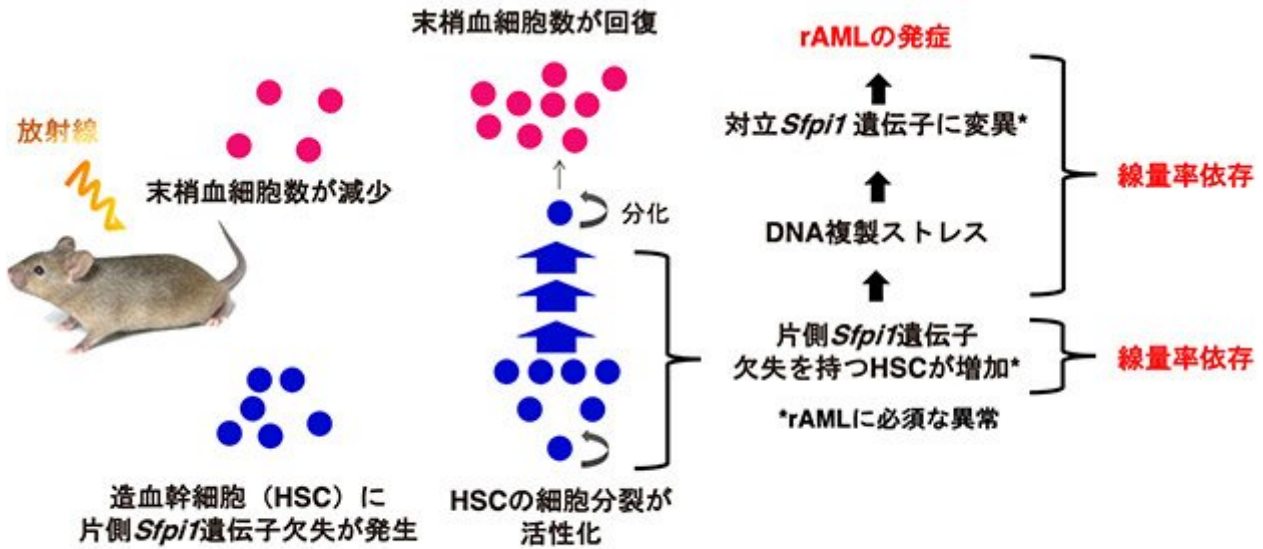 放射線
末梢血細胞数が減少
造血幹細胞（HSC）に
片側Sfpi1遺伝子欠失が発生
末梢血細胞数が回復
分化
HSCの細胞分裂が
活性化
rAMLの発症
対立Sfpi1 遺伝子に変異*
DNA複製ストレス
片側Sfpi1遺伝子
欠失を持つHSCが増加*
*rAMLに必須な異常
線量率依存
線量率依存